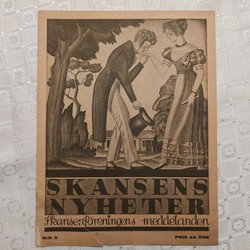 SKANSENS
NYHETER
Skansenföreningens meddelanden
PRIS 25 ÖRE.